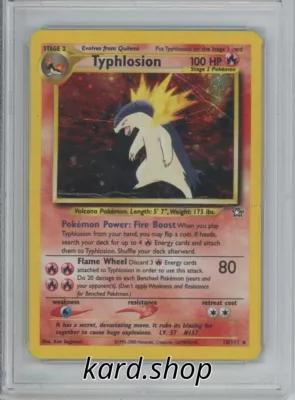 STAGE 2 Evolves from Quilava Put Typhlosion on the Stage 1 card
Typhlosion 100 HP
Stage 2 Pokémon
Volcano Pokémon. Length: 5' 7", Weight: 175 lbs.
Pokémon Power: Fire Boost When you play
Typhlosion from your hand, you may flip a coin. If heads,
search your deck for up to 4 Energy cards and attach
them to Typhlosion. Shuffle your deck afterward.
Flame Wheel Discard 3 Energy cards
attached to Typhlosion in order to use this attack.
Do 20 damage to each Benched Pokémon (yours and
your opponent's). (Don't apply Weakness and Resistance
for Benched Pokémon.)
80
weakness resistance retreat cost
It has a secret, devastating move. It rubs its blazing fur
together to cause huge explosions. LV. 57 #157
Illus. Ken Sugimori
kard.shop